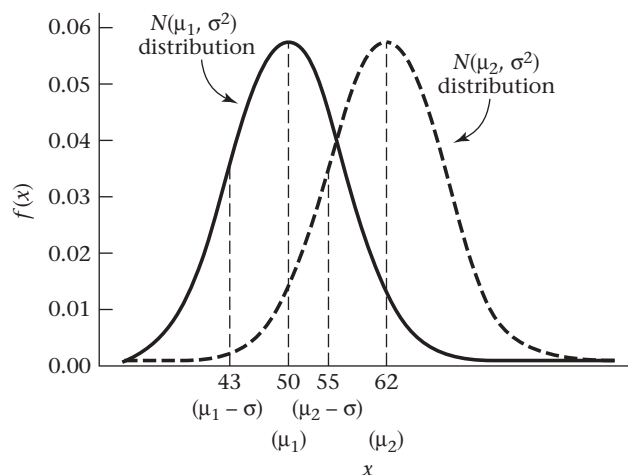 N(μ₁, σ²)
distribution
N(μ₂, σ²)
distribution
f(x)
0.06
0.05
0.04
0.03
0.02
0.01
0.00
43 50 55 62
(μ₁ – σ) (μ₂ – σ)
(μ₁) (μ₂)
x